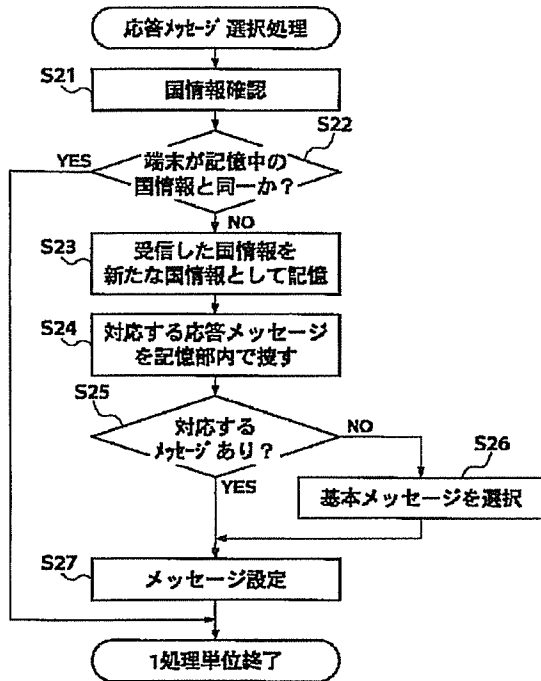 応答メッセージ選択処理
S21
国情報確認
S22
YES
端末が記憶中の
国情報と同一か？
NO
S23
受信した国情報を
新たな国情報として記憶
S24
対応する応答メッセージ
を記憶部内で捜す
S25
対応する
メッセージあり？
NO
S26
YES
基本メッセージを選択
S27
メッセージ設定
1処理単位終了